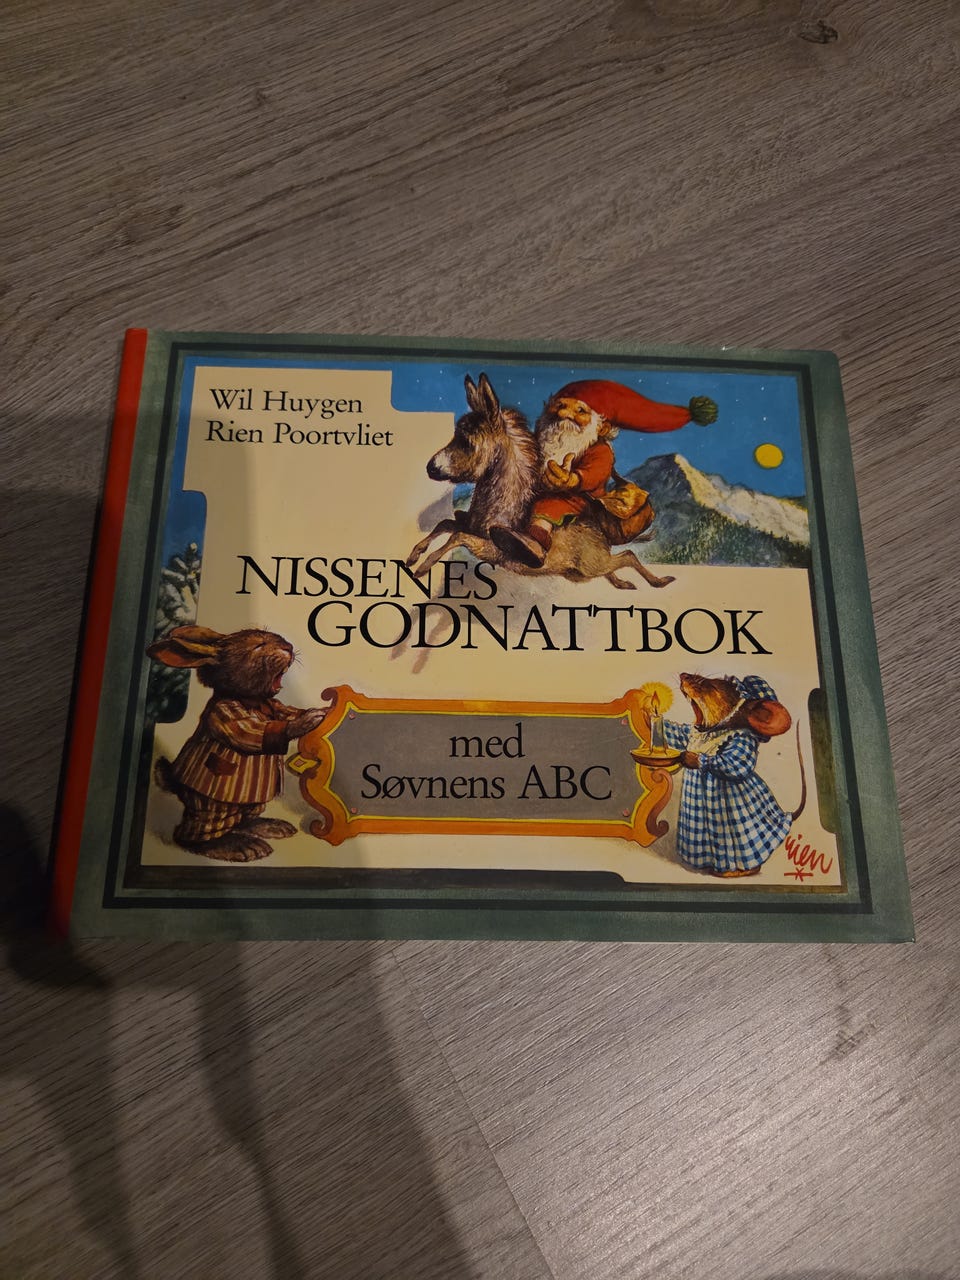 Wil Huygen
Rien Poortvliet
NISSENES
GODNATTBOK
med
Søvnens ABC
rien